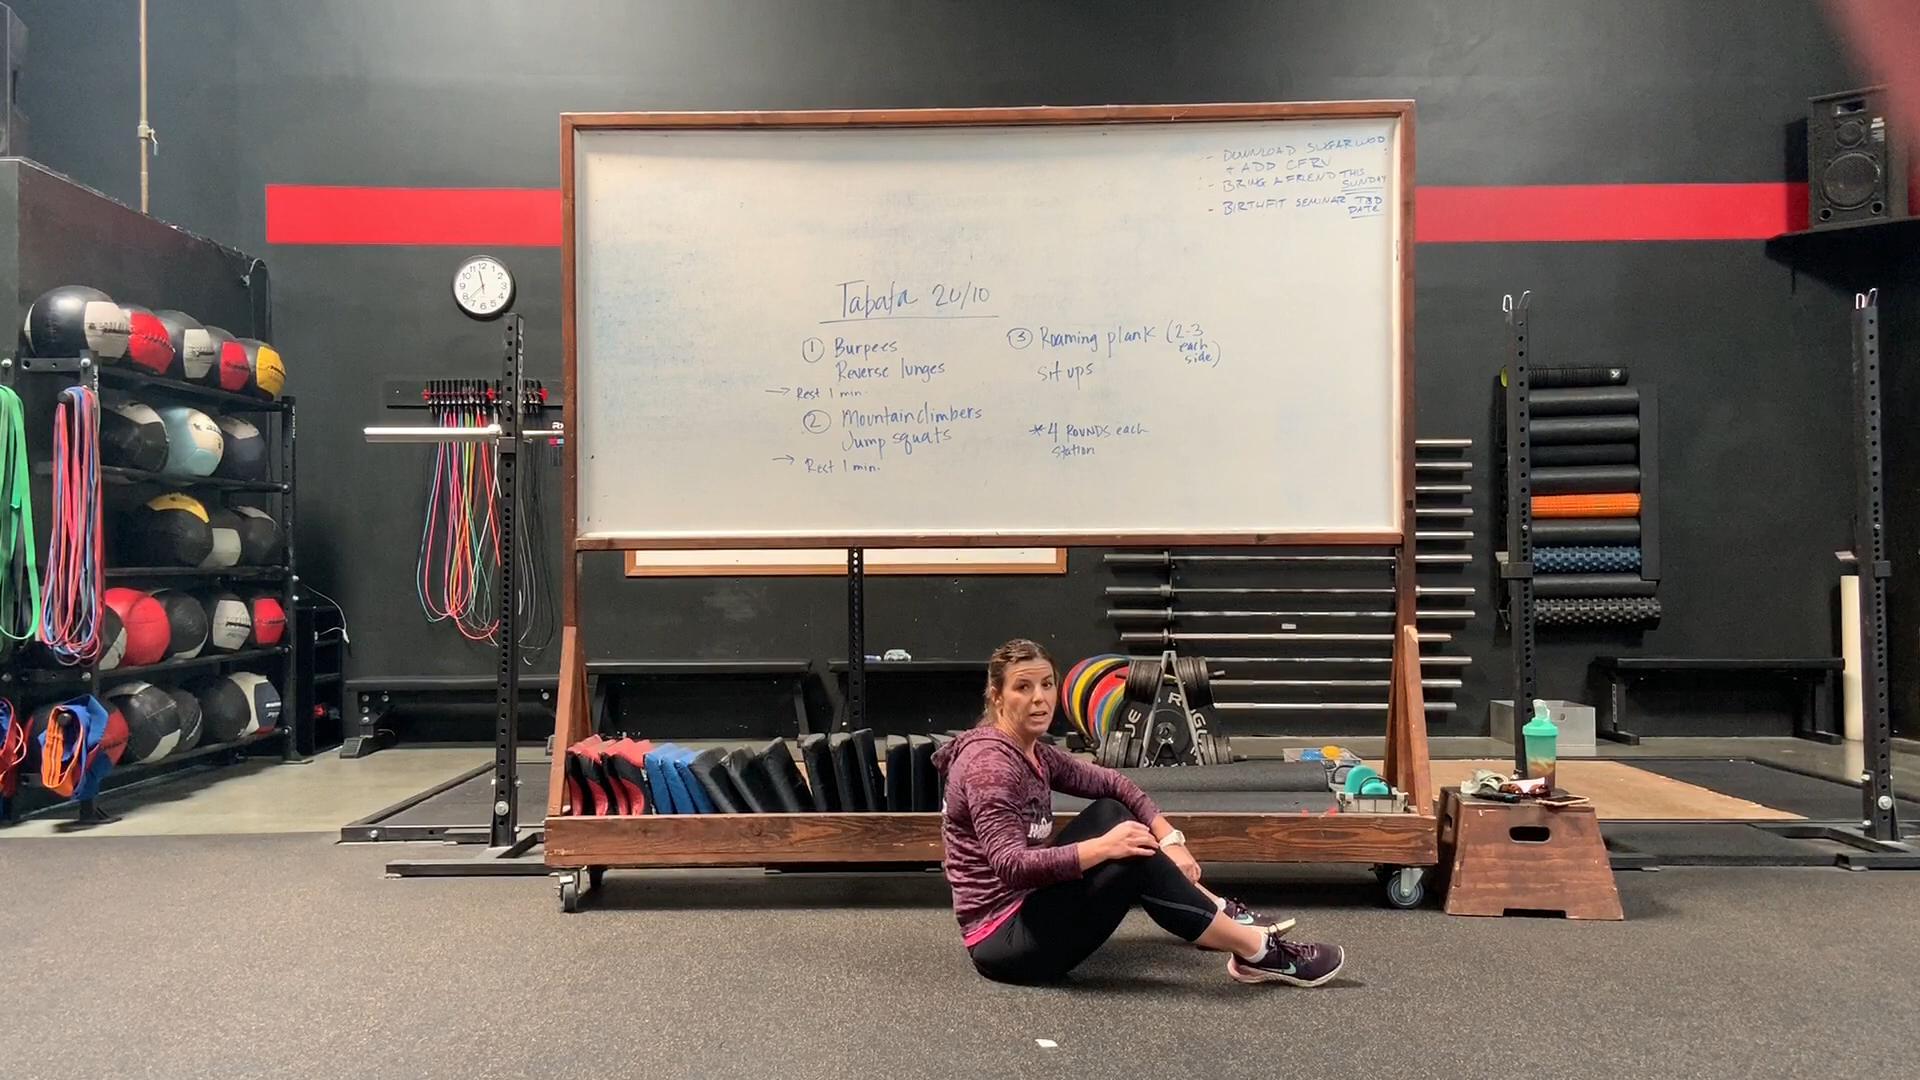 - DOWNLOAD SUGARWOD
+ ADD CFRV
- BRING A FRIEND THIS
SUNDAY
- BIRTHFIT SEMINAR TBD
DATE
Tabata 20/10
① Burpees
Reverse lunges
→ Rest 1 min.
② Mountain climbers
Jump squats
→ Rest 1 min.
③ Roaming plank (2-3
each
side)
sit ups
*4 ROUNDS each
station